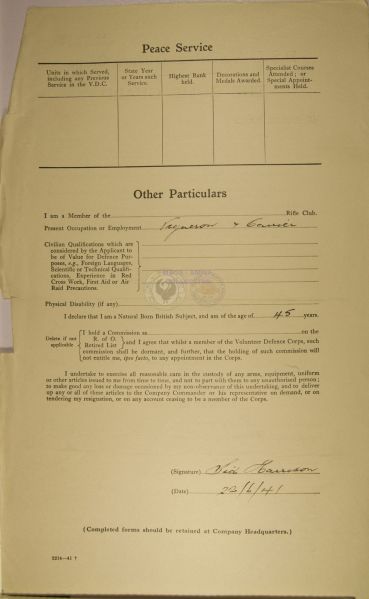 Peace Service
Units in which Served, including any Previous Service in the V.D.C.
State Year or Years such Service.
Highest Rank held.
Decorations and Medals Awarded.
Specialist Courses Attended; or Special Appointments Held.
Other Particulars
I am a Member of the Rifle Club.
Present Occupation or Employment
Civilian Qualifications which are
considered by the Applicant to
be of Value for Defence Purposes,
e.g., Foreign Languages,
Scientific or Technical Qualifications,
Experience in Red
Cross Work, First Aid or Air
Raid Precautions.
Physical Disability (if any)
I declare that I am a Natural Born British Subject, and am of the age of 45 years.
Delete if not applicable
I hold a Commission as on the
R. of O.
Retired List
and I agree that whilst a member of the Volunteer Defence Corps, such
commission shall be dormant, and further, that the holding of such commission will
not entitle me, ipso facto, to any appointment in the Corps.
I undertake to exercise all reasonable care in the custody of any arms, equipment, uniform
or other articles issued to me from time to time, and not to part with them to any unauthorised person;
to make good any loss or damage occasioned by my non-observance of this undertaking, and to deliver
up any or all of these articles to the Company Commander or his representative on demand, or on
tendering my resignation, or on any account ceasing to be a member of the Corps.
(Signature) Harrison
(Date) 23/6/41
(Completed forms should be retained at Company Headquarters.)
2214—41 †